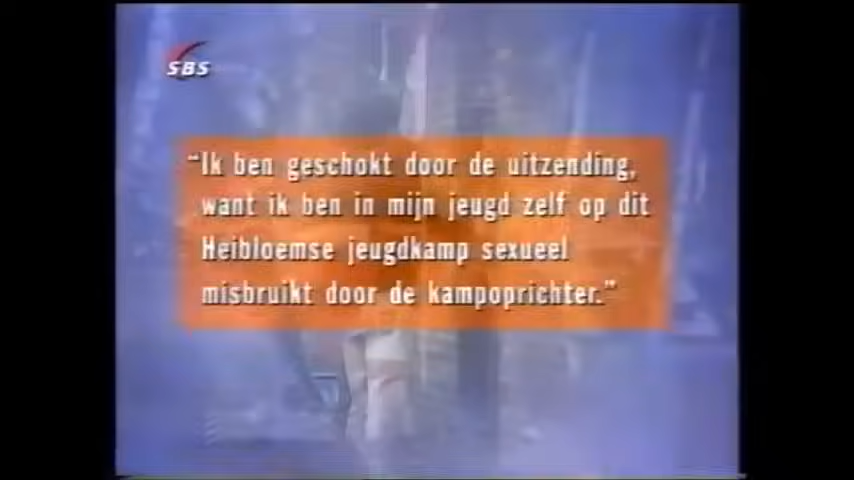 SBS
"Ik ben geschokt door de uitzending,
want ik ben in mijn jeugd zelf op dit
Heibloemse jeugdkamp sexueel
misbruikt door de kampoprichter."